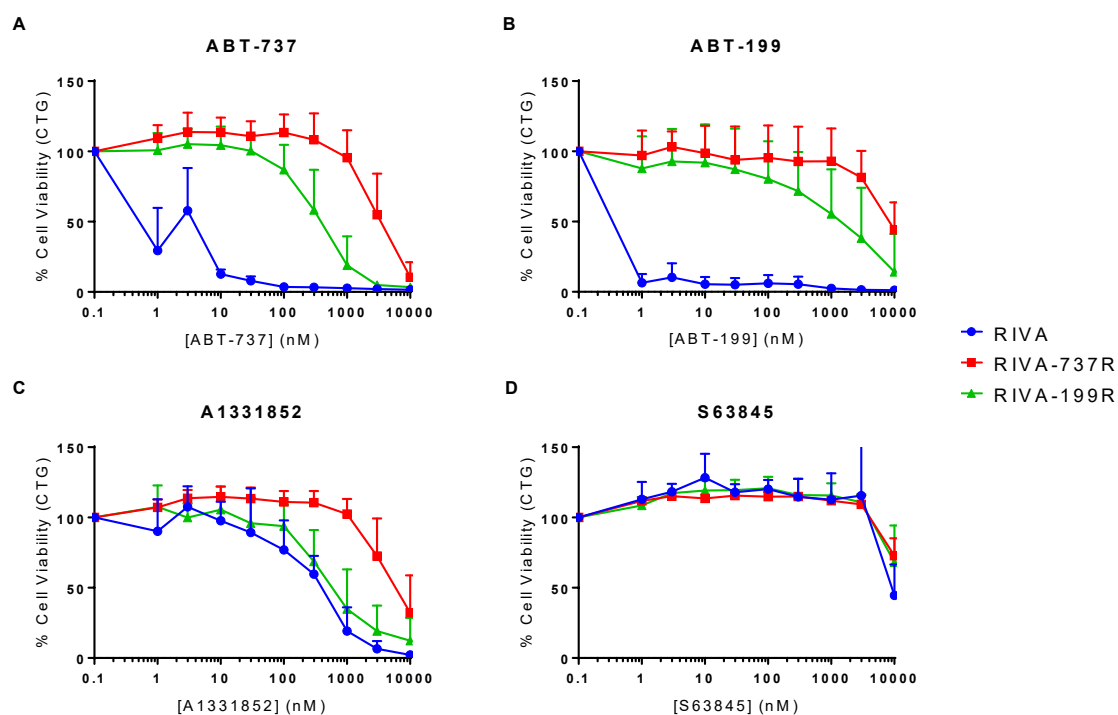 A
ABT-737
150
100
50
0
% Cell Viability (CTG)
0.1 1 10 100 1000 10000
[ABT-737] (nM)
B
ABT-199
150
100
50
0
% Cell Viability (CTG)
0.1 1 10 100 1000 10000
[ABT-199] (nM)
RIVA
RIVA-737R
RIVA-199R
C
A1331852
150
100
50
0
% Cell Viability (CTG)
0.1 1 10 100 1000 10000
[A1331852] (nM)
D
S63845
150
100
50
0
% Cell Viability (CTG)
0.1 1 10 100 1000 10000
[S63845] (nM)